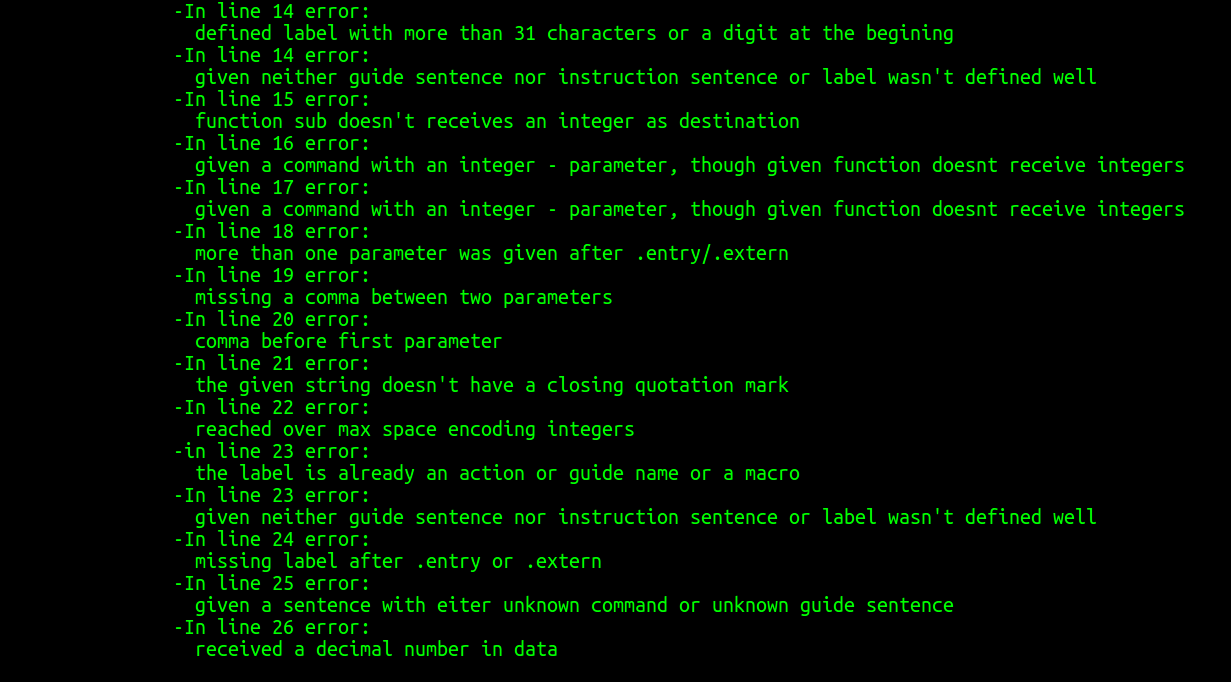 -In line 14 error:
defined label with more than 31 characters or a digit at the begining
-In line 14 error:
given neither guide sentence nor instruction sentence or label wasn't defined well
-In line 15 error:
function sub doesn't receives an integer as destination
-In line 16 error:
given a command with an integer - parameter, though given function doesnt receive integers
-In line 17 error:
given a command with an integer - parameter, though given function doesnt receive integers
-In line 18 error:
more than one parameter was given after .entry/.extern
-In line 19 error:
missing a comma between two parameters
-In line 20 error:
comma before first parameter
-In line 21 error:
the given string doesn't have a closing quotation mark
-In line 22 error:
reached over max space encoding integers
-in line 23 error:
the label is already an action or guide name or a macro
-In line 23 error:
given neither guide sentence nor instruction sentence or label wasn't defined well
-In line 24 error:
missing label after .entry or .extern
-In line 25 error:
given a sentence with eiter unknown command or unknown guide sentence
-In line 26 error:
received a decimal number in data